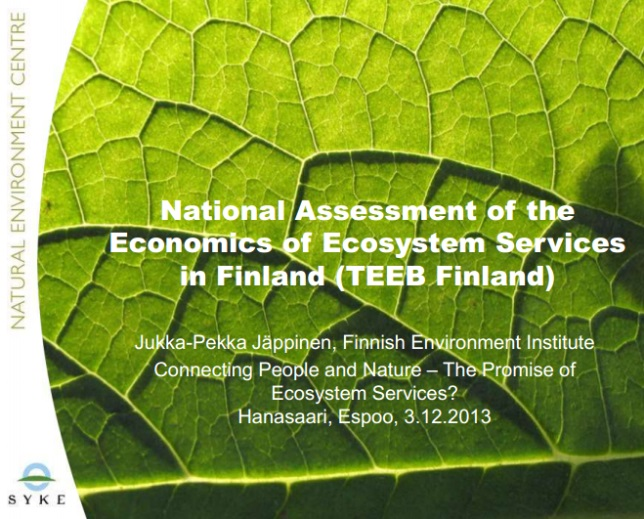 NATURAL ENVIRONMENT CENTRE
National Assessment of the
Economics of Ecosystem Services
in Finland (TEEB Finland)
Jukka-Pekka Jäppinen, Finnish Environment Institute
Connecting People and Nature – The Promise of
Ecosystem Services?
Hanasaari, Espoo, 3.12.2013
SYKE